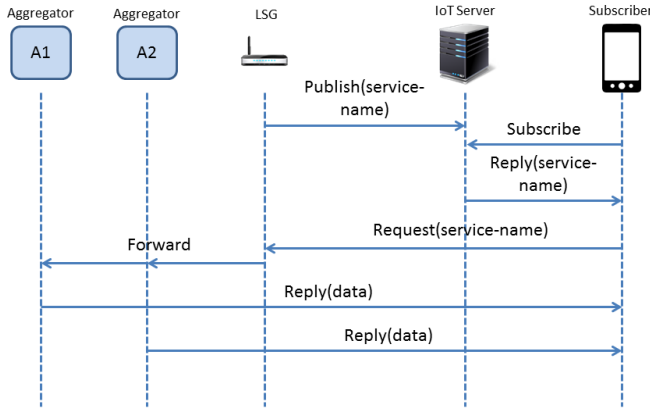 Aggregator
Aggregator
LSG
IoT Server
Subscriber
A1
A2
Publish(service-
name)
Subscribe
Reply(service-
name)
Request(service-name)
Forward
Reply(data)
Reply(data)